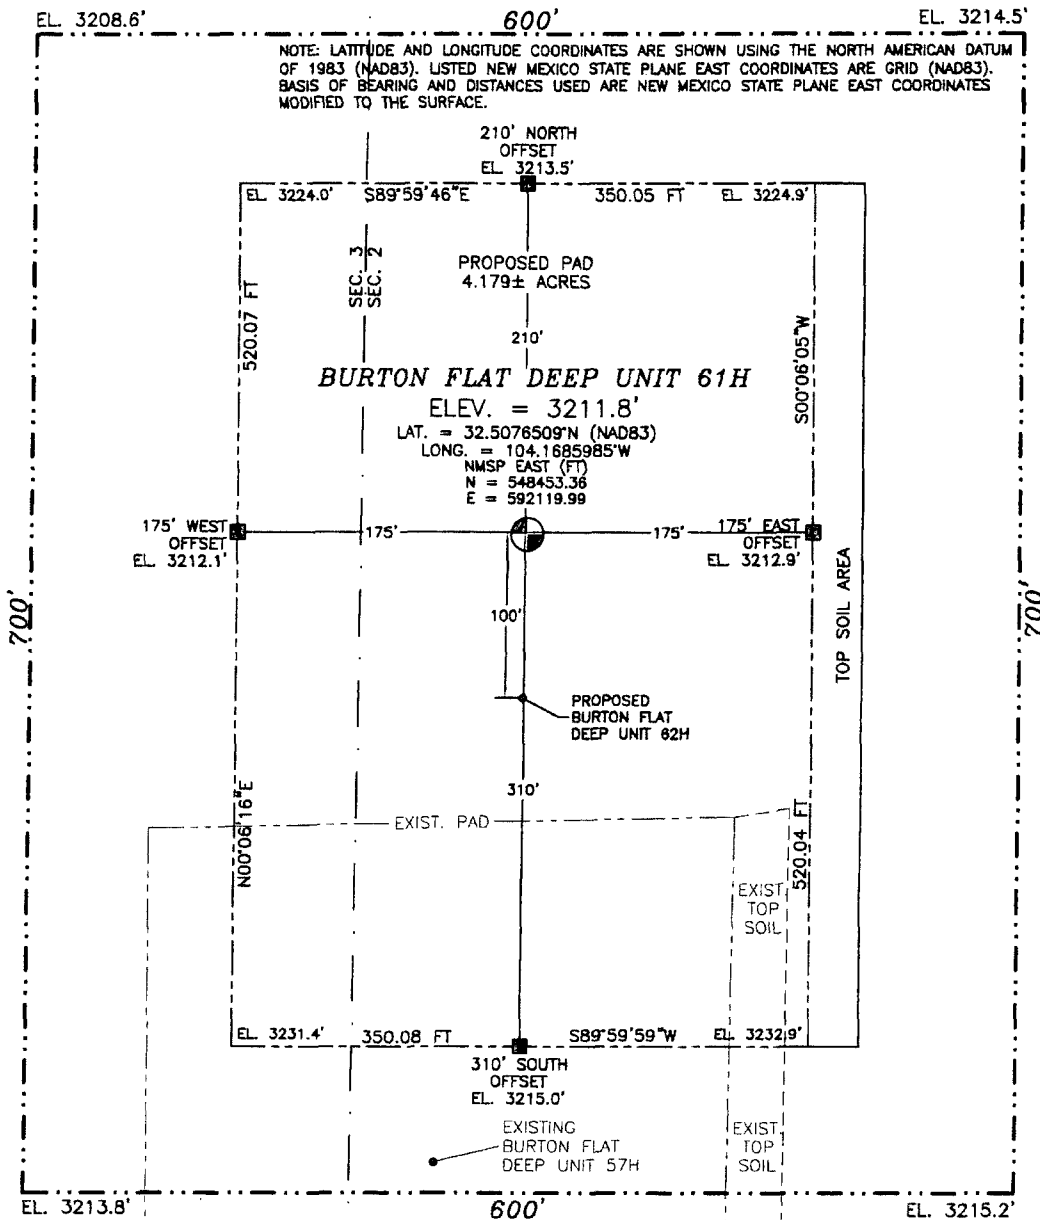 EL. 3208.6'
600'
EL. 3214.5'
NOTE: LATITUDE AND LONGITUDE COORDINATES ARE SHOWN USING THE NORTH AMERICAN DATUM
OF 1983 (NAD83). LISTED NEW MEXICO STATE PLANE EAST COORDINATES ARE GRID (NAD83).
BASIS OF BEARING AND DISTANCES USED ARE NEW MEXICO STATE PLANE EAST COORDINATES
MODIFIED TO THE SURFACE.
210' NORTH
OFFSET
EL. 3213.5'
EL. 3224.0'
S89°59'46"E
350.05 FT
EL. 3224.9'
SEC. 3
SEC. 2
PROPOSED PAD
4.179± ACRES
520.07 FT
S00°06'05"W
210'
BURTON FLAT DEEP UNIT 61H
ELEV. = 3211.8'
LAT. = 32.5076509°N (NAD83)
LONG. = 104.1685985°W
NMSP EAST (FT)
N = 548453.36
E = 592119.99
175' WEST
OFFSET
EL. 3212.1'
175'
175'
175' EAST
OFFSET
EL. 3212.9'
700'
100'
TOP SOIL AREA
700'
PROPOSED
BURTON FLAT
DEEP UNIT 62H
310'
N00°06'16"E
EXIST. PAD
520.04 FT
EXIST.
TOP
SOIL
EL. 3231.4'
350.08 FT
S89°59'59"W
EL. 3232.9'
310' SOUTH
OFFSET
EL. 3215.0'
EXISTING
BURTON FLAT
DEEP UNIT 57H
EXIST.
TOP
SOIL
EL. 3213.8'
600'
EL. 3215.2'